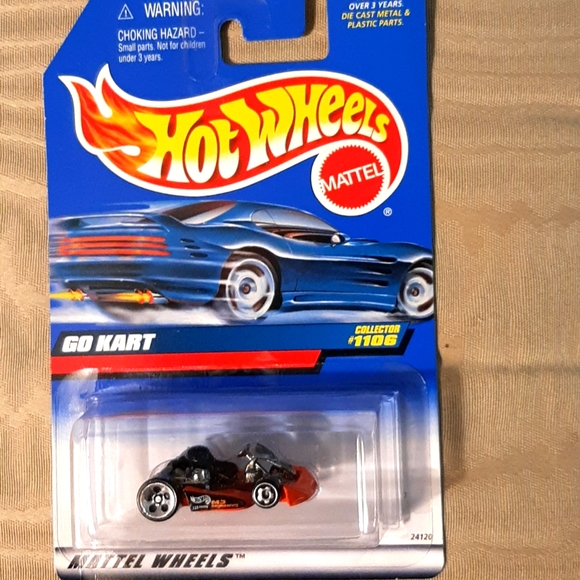 WARNING:
CHOKING HAZARD –
Small parts. Not for children
under 3 years.
OVER 3 YEARS.
DIE CAST METAL &
PLASTIC PARTS.
HOT WHEELS
MATTEL
®
GO KART
COLLECTOR
#1106
24120
MATTEL WHEELS™